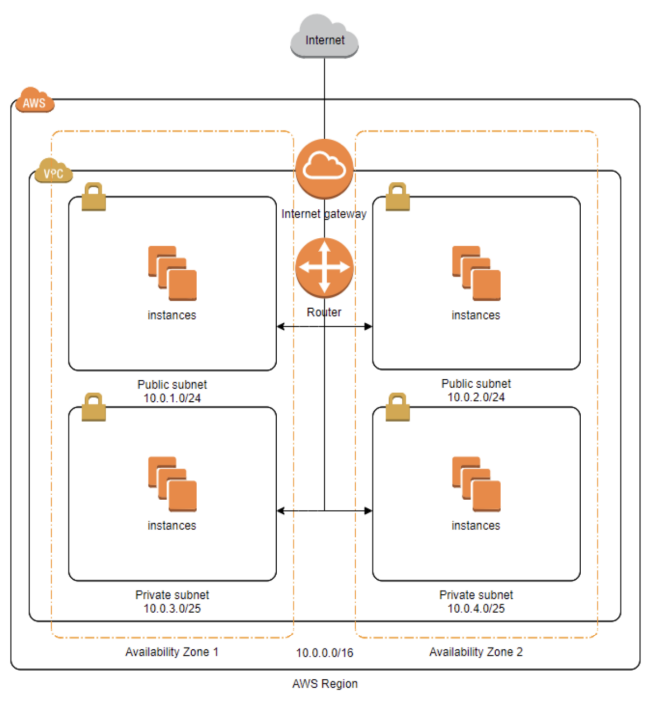 Internet
AWS
VPC
Internet gateway
instances
instances
Router
Public subnet
10.0.1.0/24
Public subnet
10.0.2.0/24
instances
instances
Private subnet
10.0.3.0/25
Private subnet
10.0.4.0/25
Availability Zone 1
10.0.0.0/16
Availability Zone 2
AWS Region